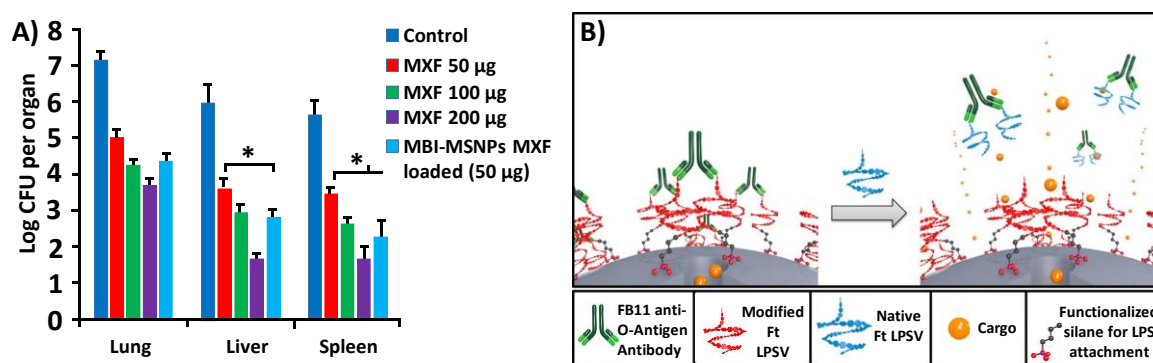 A)
Log CFU per organ
8
7
6
5
4
3
2
1
0
Lung
Liver
Spleen
*
*
Control
MXF 50 µg
MXF 100 µg
MXF 200 µg
MBI-MSNPs MXF
loaded (50 µg)
B)
FB11 anti-
O-Antigen
Antibody
Modified
Ft
LPSV
Native
Ft LPSV
Cargo
Functionalized
silane for LPS
attachment